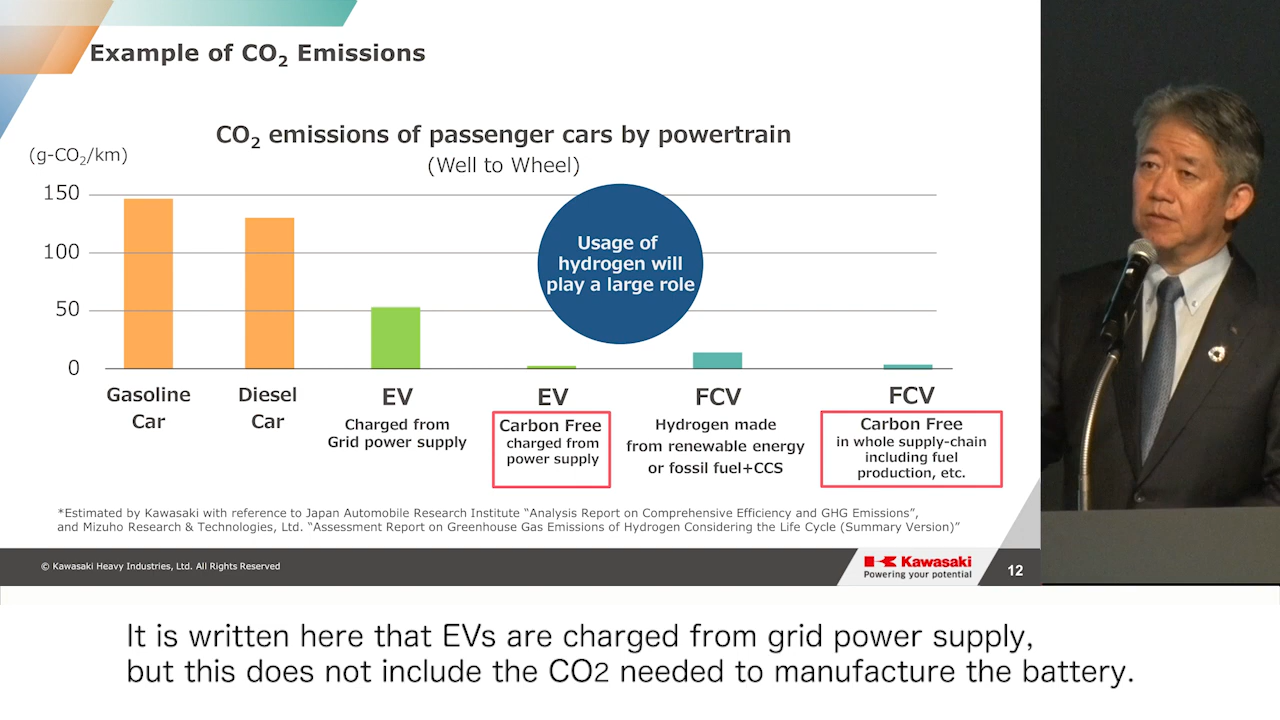 Example of CO₂ Emissions
CO₂ emissions of passenger cars by powertrain
(Well to Wheel)
(g-CO₂/km)
150
100
50
0
Usage of
hydrogen will
play a large role
Gasoline
Car
Diesel
Car
EV
Charged from
Grid power supply
EV
Carbon Free
charged from
power supply
FCV
Hydrogen made
from renewable energy
or fossil fuel+CCS
FCV
Carbon Free
in whole supply-chain
including fuel
production, etc.
*Estimated by Kawasaki with reference to Japan Automobile Research Institute “Analysis Report on Comprehensive Efficiency and GHG Emissions”,
and Mizuho Research & Technologies, Ltd. “Assessment Report on Greenhouse Gas Emissions of Hydrogen Considering the Life Cycle (Summary Version)”
© Kawasaki Heavy Industries, Ltd. All Rights Reserved
Kawasaki
Powering your potential
12
It is written here that EVs are charged from grid power supply,
but this does not include the CO2 needed to manufacture the battery.